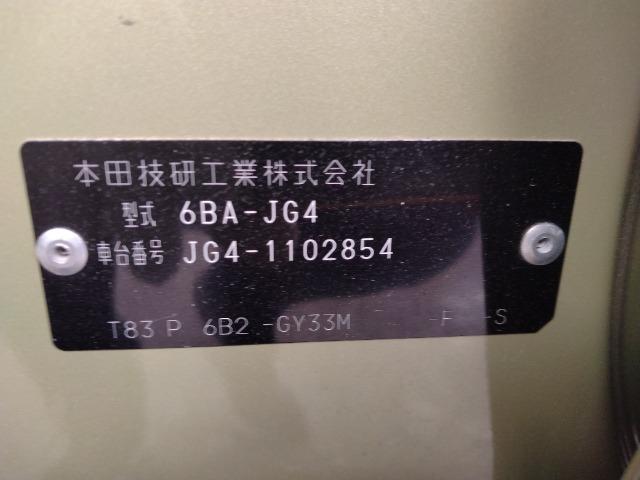 本田技研工業株式会社
型式 6BA-JG4
車台番号 JG4-1102854
T83 P 6B2 -GY33M -F -S